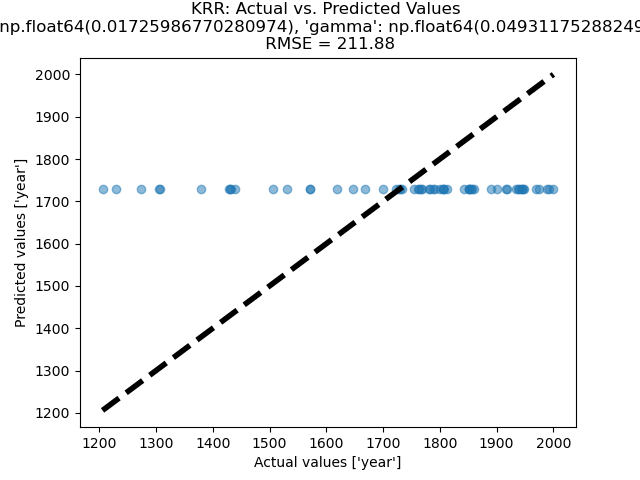 KRR: Actual vs. Predicted Values
np.float64(0.01725986770280974), 'gamma': np.float64(0.04931175288249
RMSE = 211.88
2000
1900
1800
1700
1600
1500
1400
1300
1200
Predicted values ['year']
1200 1300 1400 1500 1600 1700 1800 1900 2000
Actual values ['year']